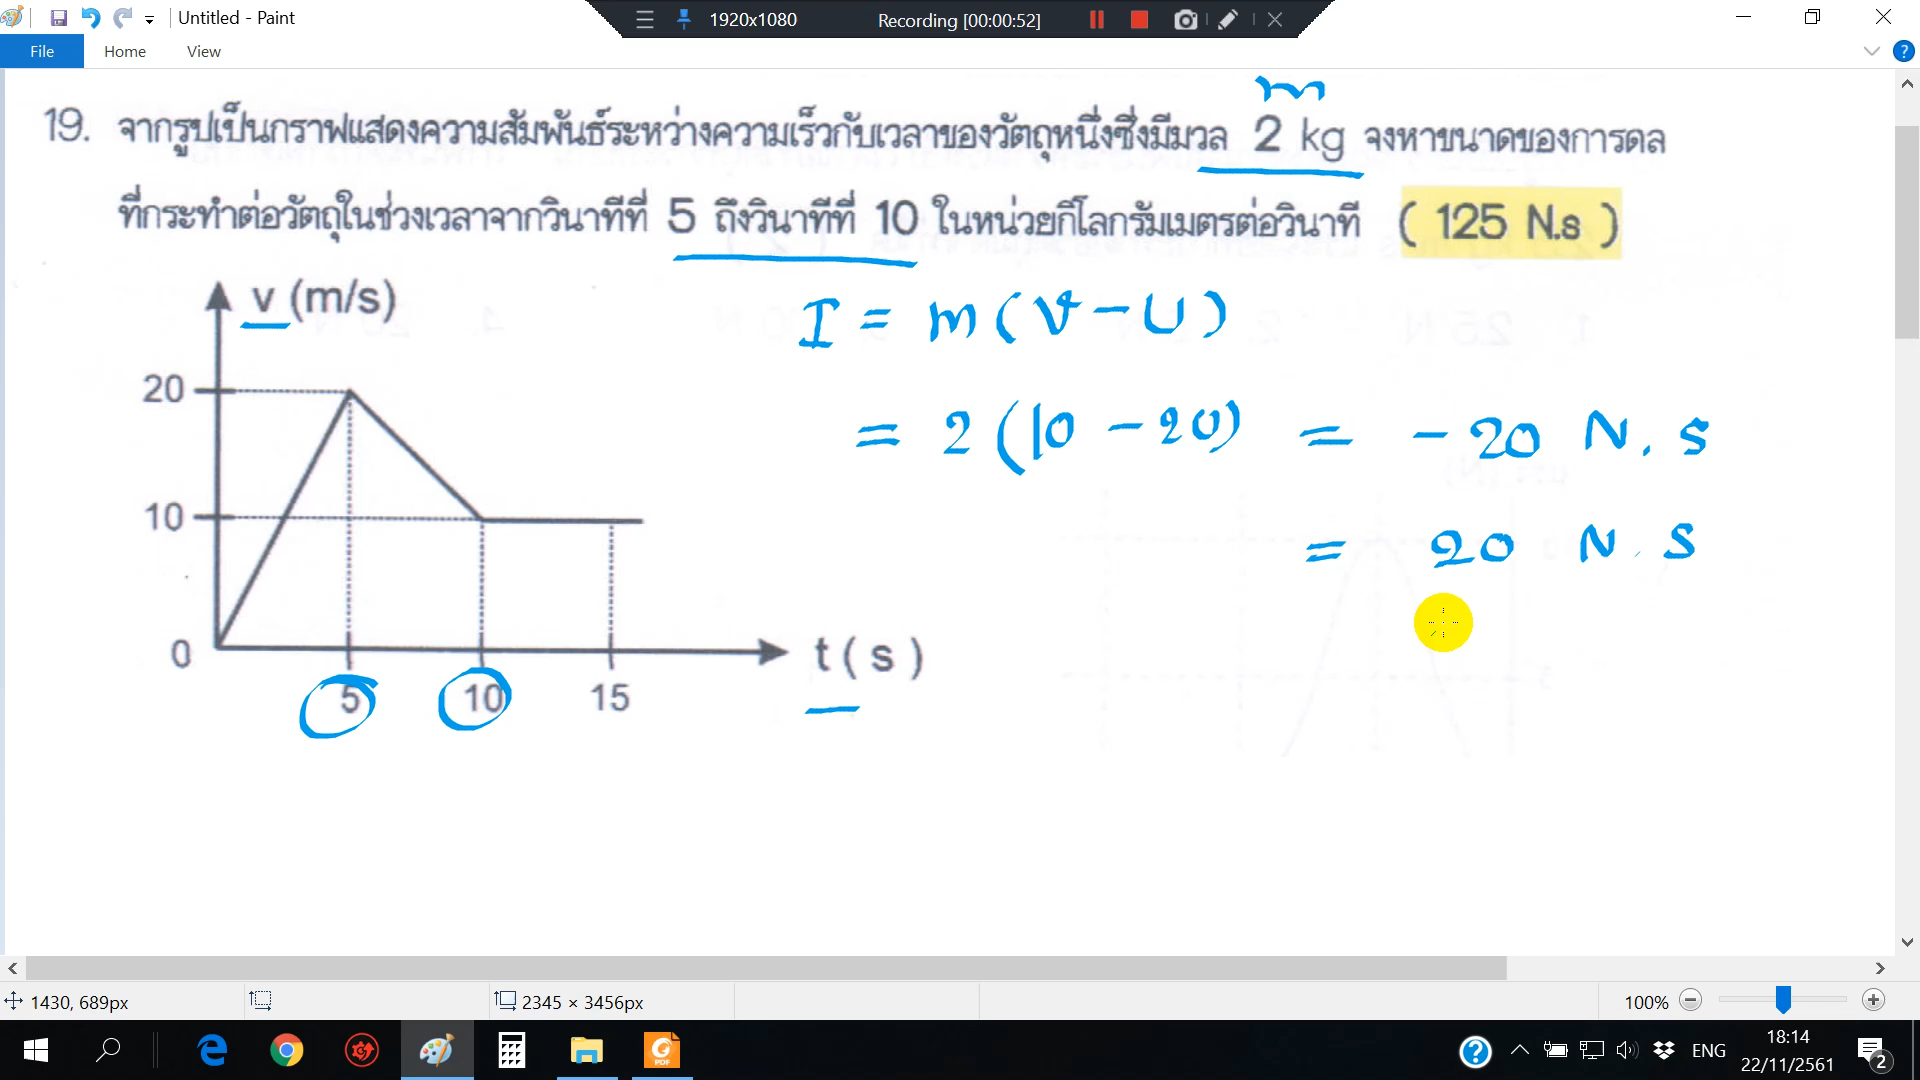 Untitled - Paint
1920x1080
Recording [00:00:52]
File
Home
View
m
19. จากรูปเป็นกราฟแสดงความสัมพันธ์ระหว่างความเร็วกับเวลาของวัตถุหนึ่งซึ่งมีมวล 2 kg จงหาขนาดของการดล
ที่กระทำต่อวัตถุในช่วงเวลาจากวินาทีที่ 5 ถึงวินาทีที่ 10 ในหน่วยกิโลกรัมเมตรต่อวินาที ( 125 N.s )
v (m/s)
I = m(v-u)
20
= 2 (10 - 20) = - 20 N. s
10
= 20 N. S
0
t ( s )
5
10
15
1430, 689px
2345 × 3456px
100%
PDF
ENG
18:14
22/11/2561
2